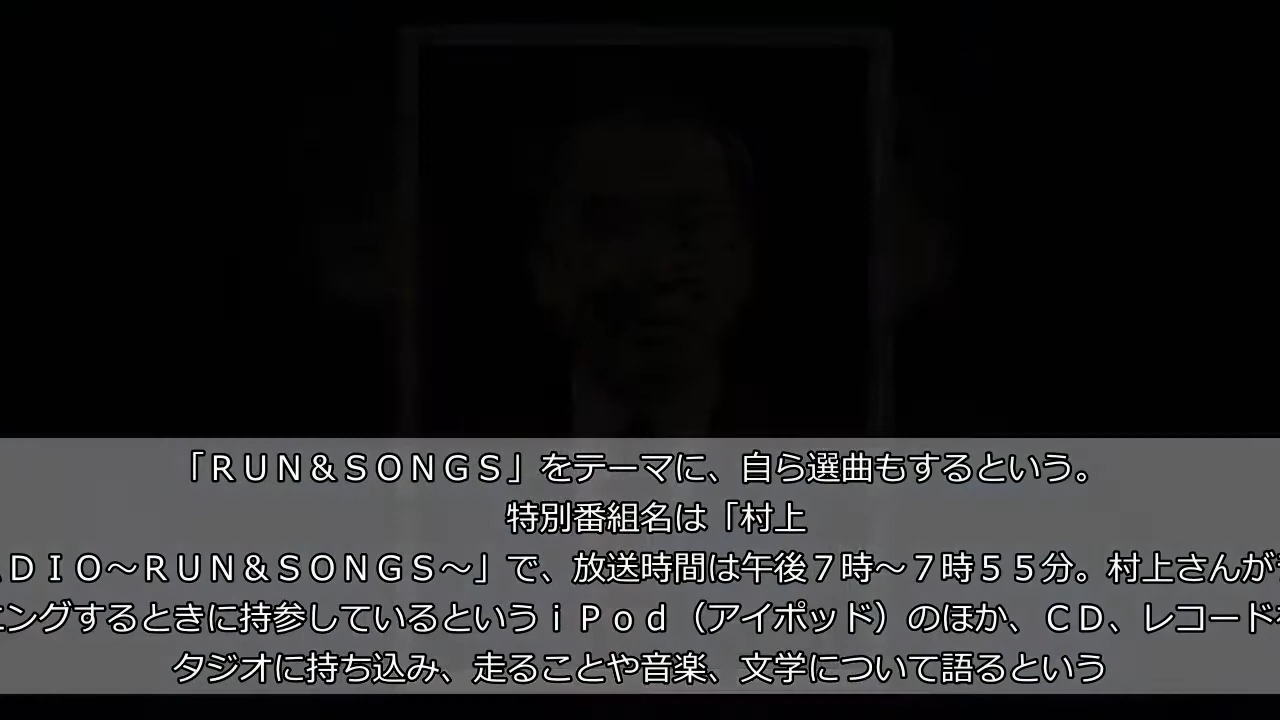 「ＲＵＮ＆ＳＯＮＧＳ」をテーマに、自ら選曲もするという。
特別番組名は「村上
ＤＩＯ～ＲＵＮ＆ＳＯＮＧＳ～」で、放送時間は午後７時～７時５５分。村上さんが
ニングするときに持参しているというｉＰｏｄ（アイポッド）のほか、ＣＤ、レコード
タジオに持ち込み、走ることや音楽、文学について語るという